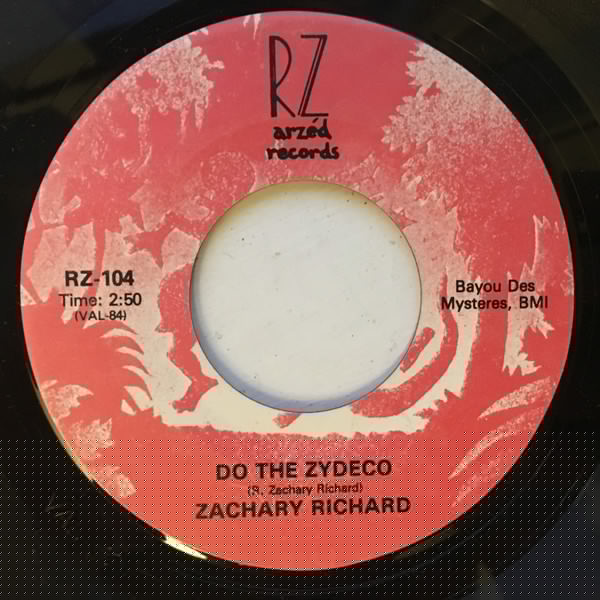 RZ
arzéd
records
RZ-104
Time: 2:50
(VAL-84)
Bayou Des
Mysteres, BMI
DO THE ZYDECO
(R. Zachary Richard)
ZACHARY RICHARD